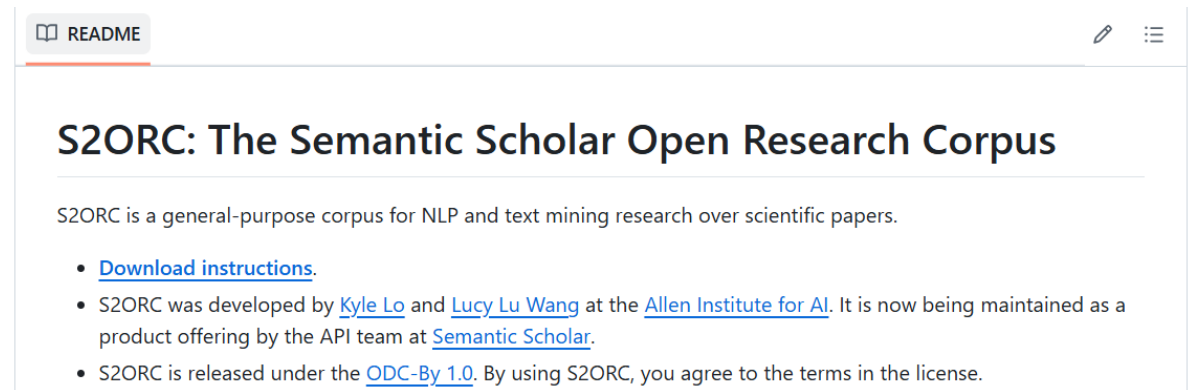 README
S2ORC: The Semantic Scholar Open Research Corpus
S2ORC is a general-purpose corpus for NLP and text mining research over scientific papers.
• Download instructions.
• S2ORC was developed by Kyle Lo and Lucy Lu Wang at the Allen Institute for AI. It is now being maintained as a
product offering by the API team at Semantic Scholar.
• S2ORC is released under the ODC-By 1.0. By using S2ORC, you agree to the terms in the license.